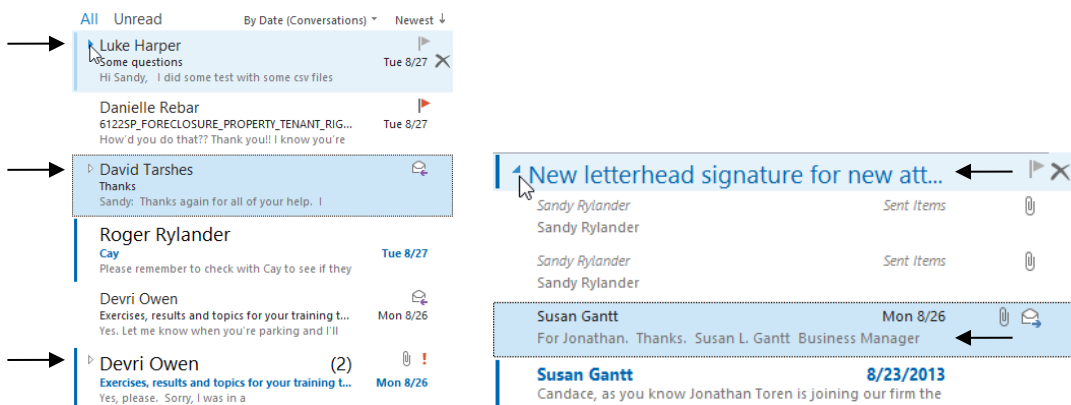 All Unread By Date (Conversations) Newest ↓
Luke Harper
Some questions Tue 8/27
Hi Sandy, I did some test with some csv files
Danielle Rebar
6122SP_FORECLOSURE_PROPERTY_TENANT_RIG... Tue 8/27
How'd you do that?? Thank you!! I know you're
David Tarshes
Thanks
Sandy: Thanks again for all of your help. I
Roger Rylander
Cay Tue 8/27
Please remember to check with Cay to see if they
Devri Owen
Exercises, results and topics for your training t... Mon 8/26
Yes. Let me know when you're parking and I'll
Devri Owen (2) !
Exercises, results and topics for your training t... Mon 8/26
Yes, please. Sorry, I was in a
New letterhead signature for new att...
Sandy Rylander Sent Items
Sandy Rylander
Sandy Rylander Sent Items
Sandy Rylander
Susan Gantt Mon 8/26
For Jonathan. Thanks. Susan L. Gantt Business Manager
Susan Gantt 8/23/2013
Candace, as you know Jonathan Toren is joining our firm the